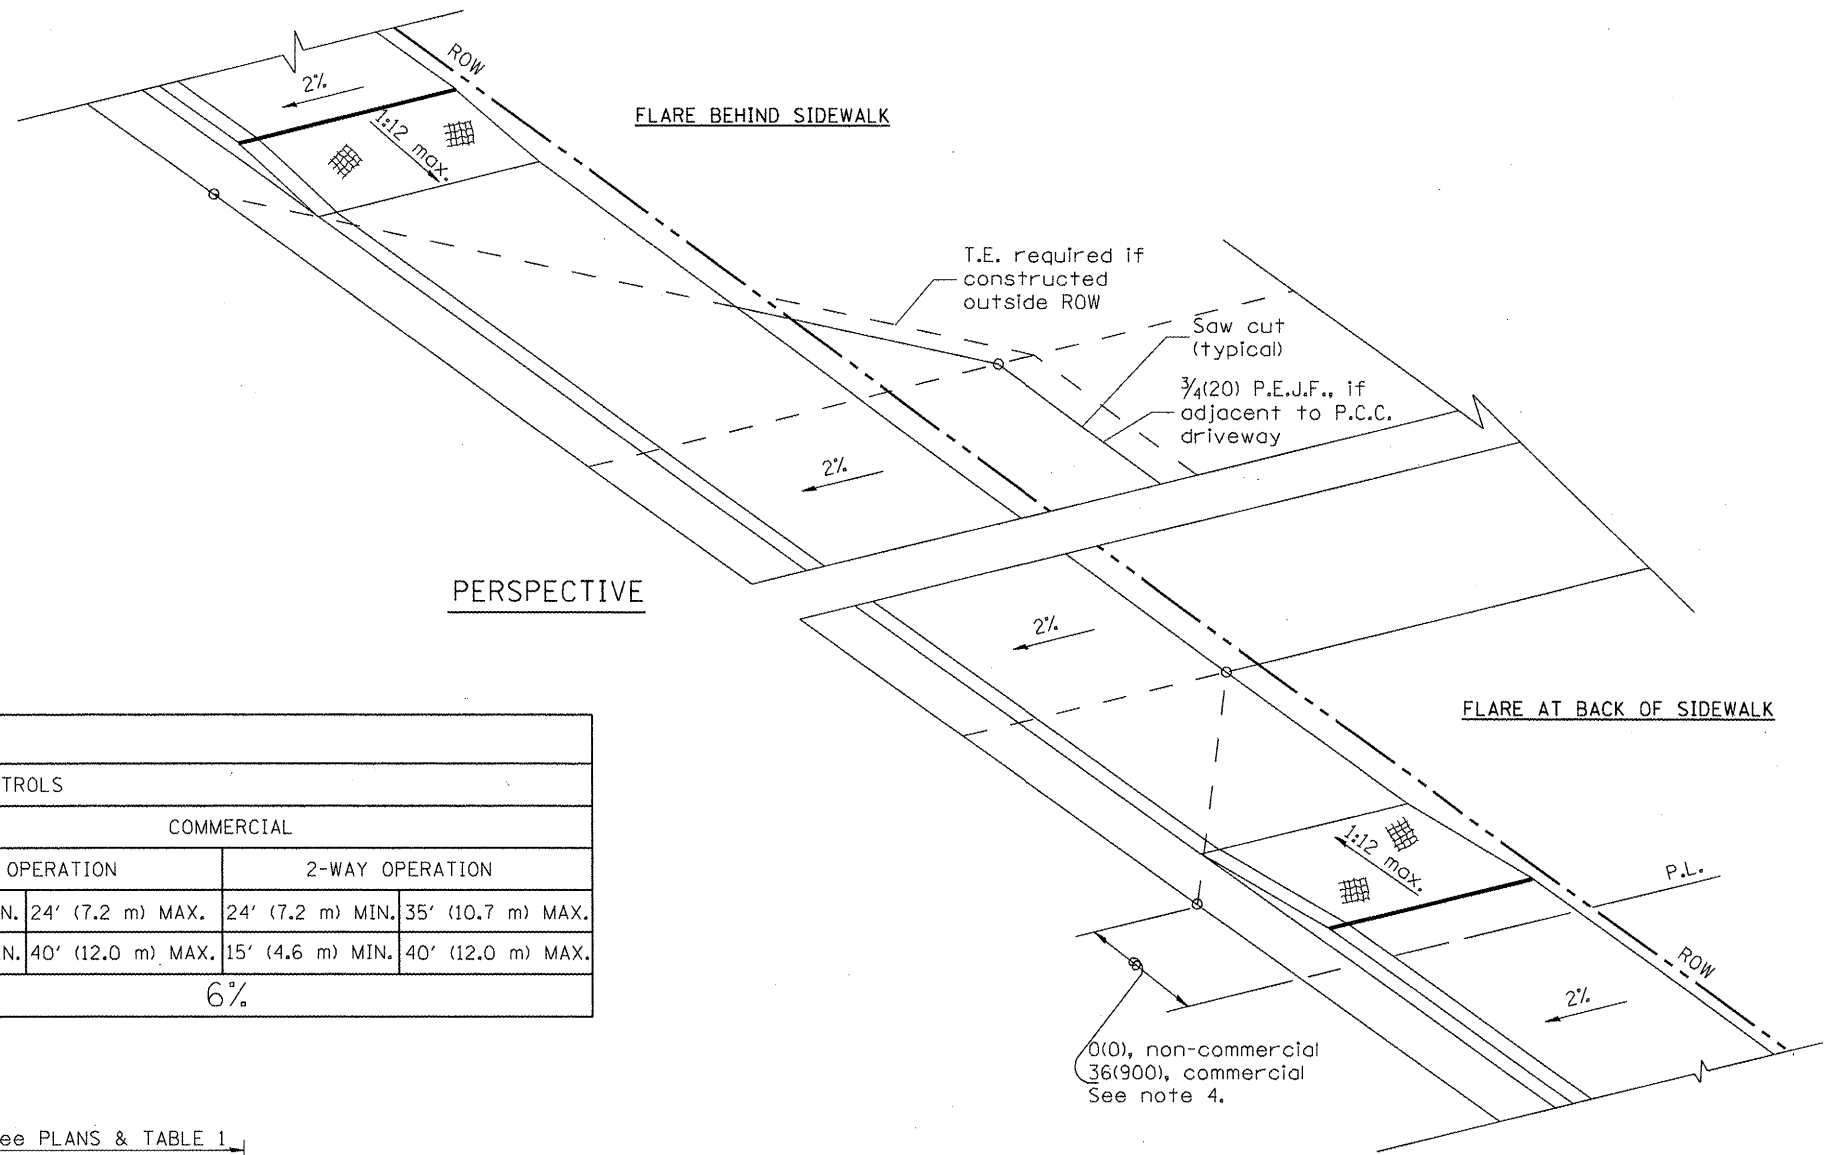 ROW
2%
FLARE BEHIND SIDEWALK
1:12 max.
T.E. required if
constructed
outside ROW
Saw cut
(typical)
3/4(20) P.E.J.F., if
adjacent to P.C.C.
driveway
2%
PERSPECTIVE
2%
FLARE AT BACK OF SIDEWALK
TROLS
COMMERCIAL
OPERATION 2-WAY OPERATION
N. 24' (7.2 m) MAX. 24' (7.2 m) MIN. 35' (10.7 m) MAX.
N. 40' (12.0 m) MAX. 15' (4.6 m) MIN. 40' (12.0 m) MAX.
6%
1:12 max.
P.L.
ROW
2%
0(0), non-commercial
36(900), commercial
See note 4.
ee PLANS & TABLE 1